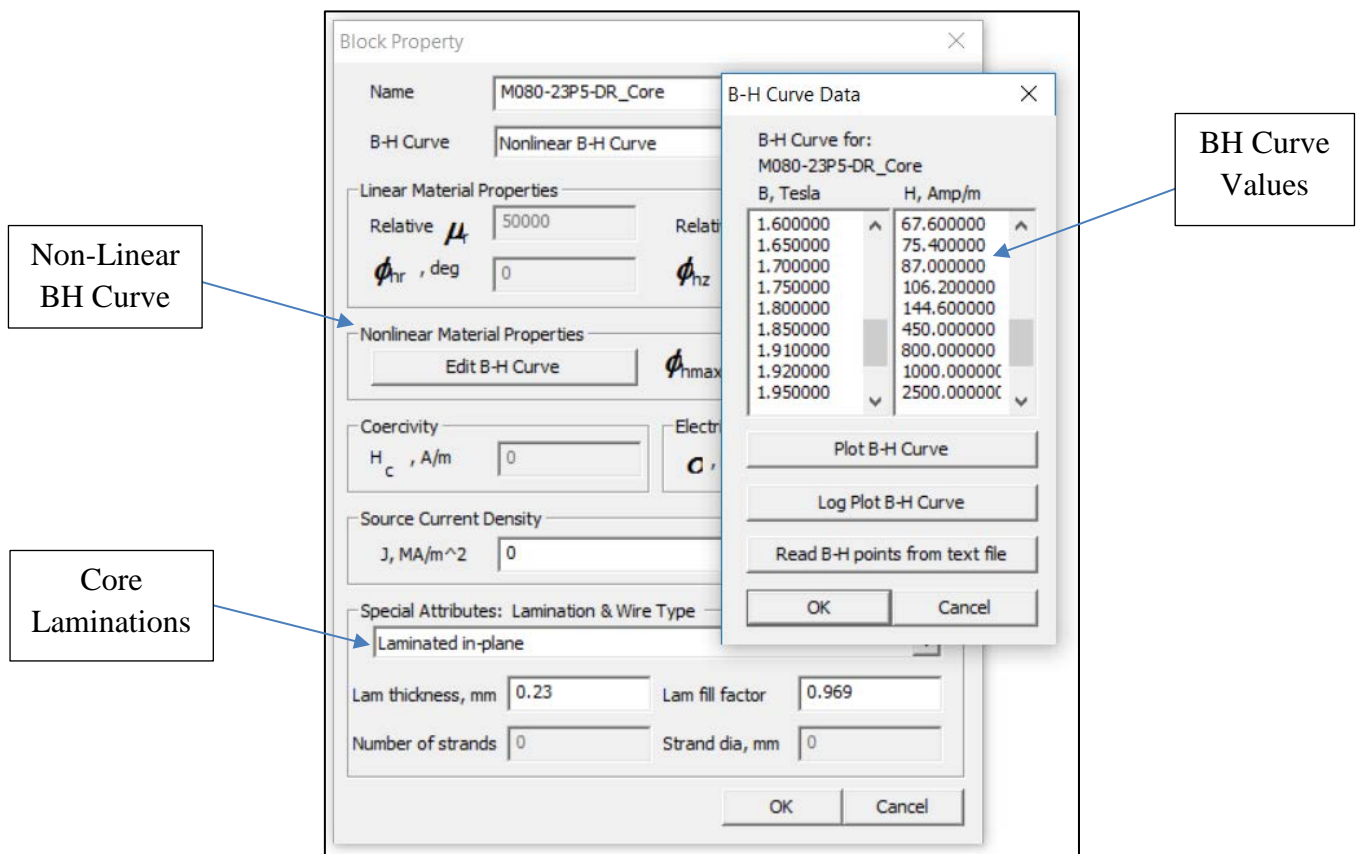 Block Property
Name M080-23P5-DR_Core
B-H Curve Nonlinear B-H Curve
Linear Material Properties
Relative μr 50000
ϕhr , deg 0 ϕhz
Nonlinear Material Properties
Edit B-H Curve ϕhmax
Coercivity
Hc , A/m 0 σ ,
Source Current Density
J, MA/m^2 0
Special Attributes: Lamination & Wire Type
Laminated in-plane
Lam thickness, mm 0.23 Lam fill factor 0.969
Number of strands 0 Strand dia, mm 0
OK Cancel
B-H Curve Data
B-H Curve for:
M080-23P5-DR_Core
B, Tesla H, Amp/m
1.600000 67.600000
1.650000 75.400000
1.700000 87.000000
1.750000 106.200000
1.800000 144.600000
1.850000 450.000000
1.910000 800.000000
1.920000 1000.000000
1.950000 2500.000000
Plot B-H Curve
Log Plot B-H Curve
Read B-H points from text file
OK Cancel
Non-Linear
BH Curve
Core
Laminations
BH Curve
Values